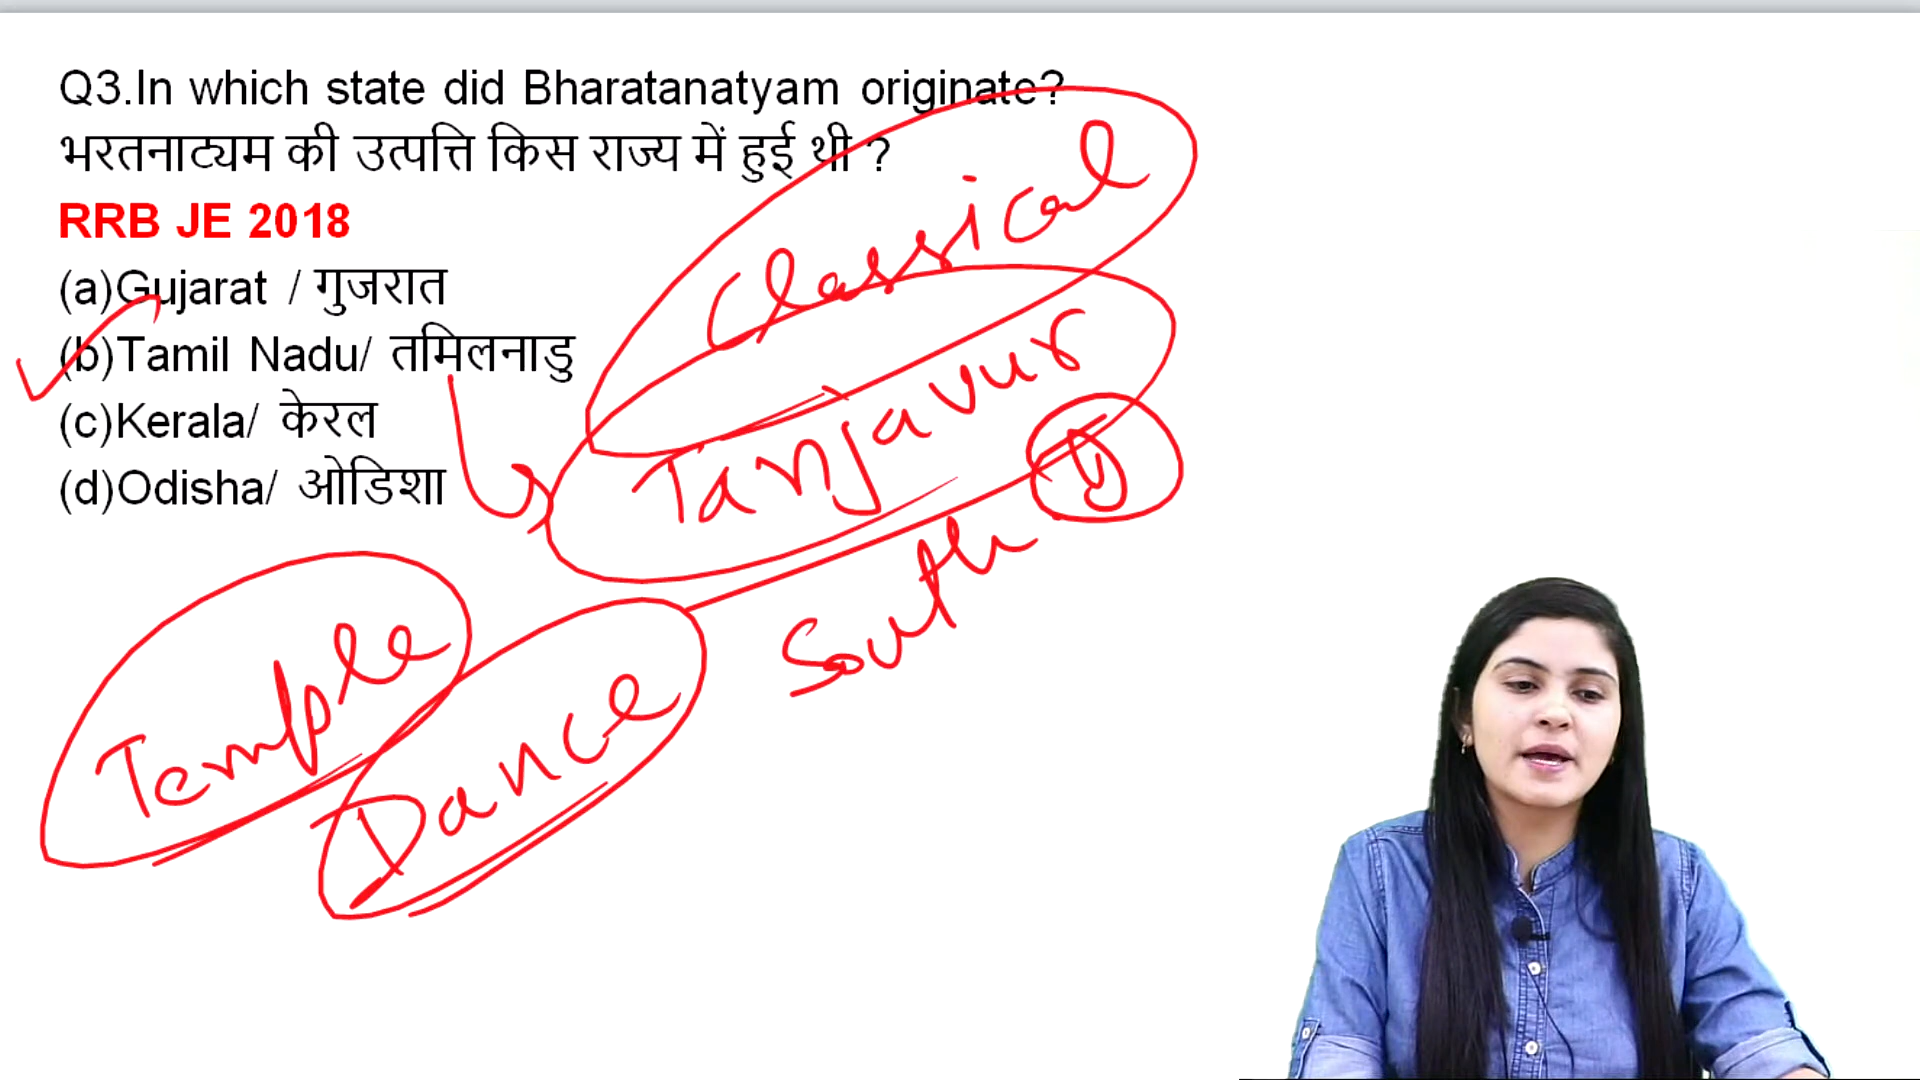 Q3.In which state did Bharatanatyam originate?
भरतनाट्यम की उत्पत्ति किस राज्य में हुई थी ?
RRB JE 2018
(a)Gujarat / गुजरात
(b)Tamil Nadu/ तमिलनाडु
(c)Kerala/ केरल
(d)Odisha/ ओडिशा
Classical
Tanjavur
South
Temple
Dance